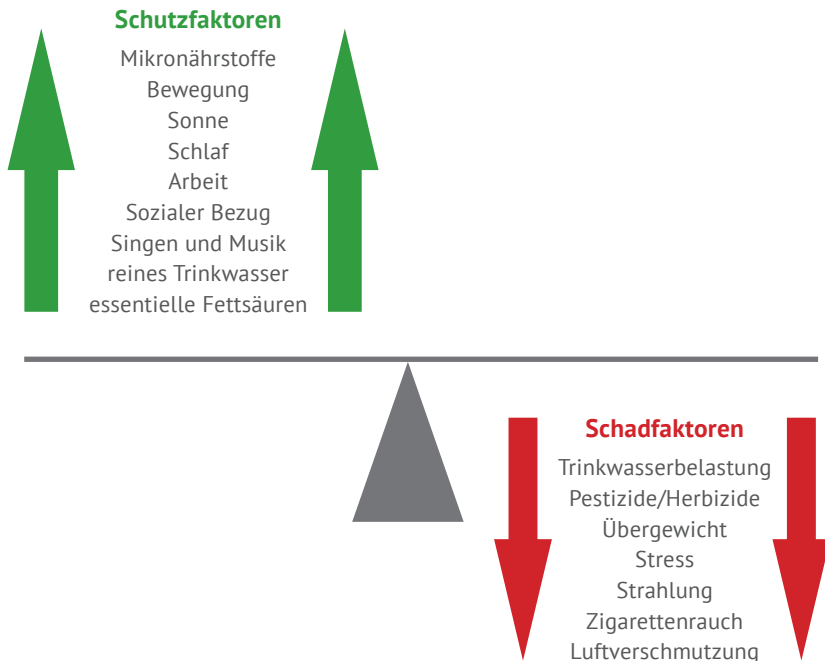 Schutzfaktoren
Mikronährstoffe
Bewegung
Sonne
Schlaf
Arbeit
Sozialer Bezug
Singen und Musik
reines Trinkwasser
essentielle Fettsäuren
Schadfaktoren
Trinkwasserbelastung
Pestizide/Herbizide
Übergewicht
Stress
Strahlung
Zigarettenrauch
Luftverschmutzung